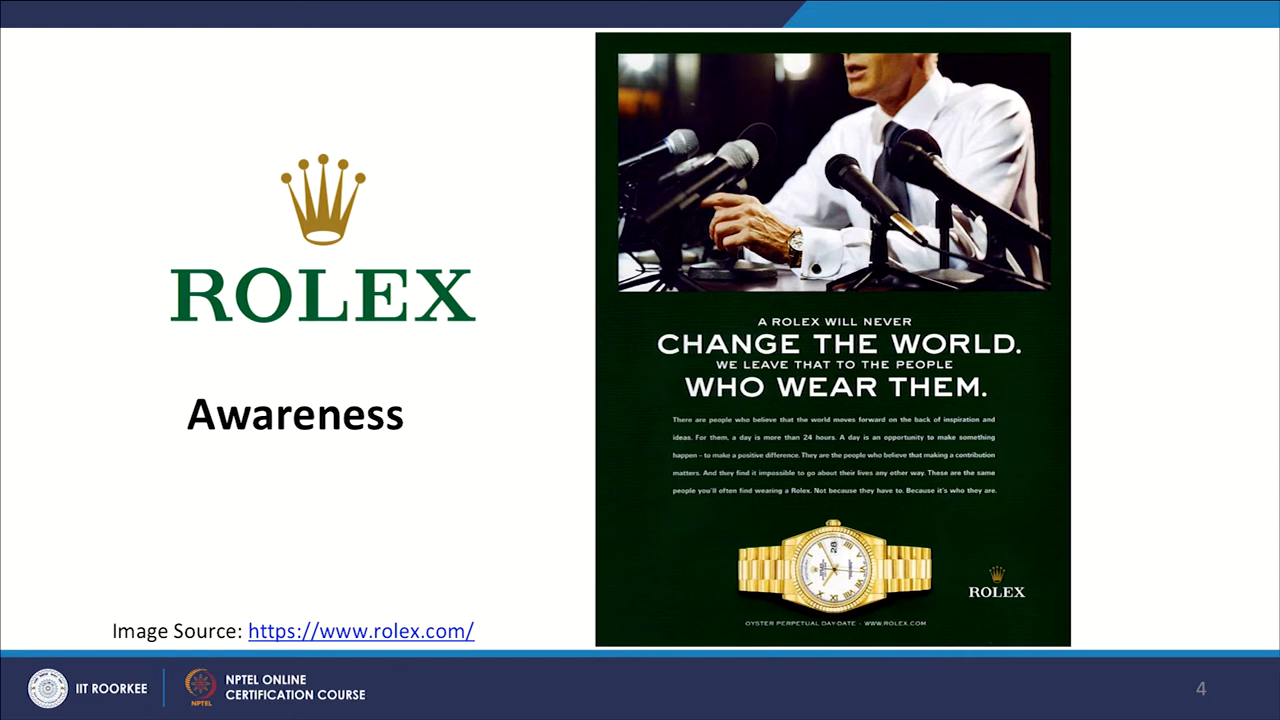 ROLEX
Awareness
Image Source: https://www.rolex.com/
A ROLEX WILL NEVER
CHANGE THE WORLD.
WE LEAVE THAT TO THE PEOPLE
WHO WEAR THEM.
There are people who believe that the world moves forward on the back of inspiration and
ideas. For them, a day is more than 24 hours. A day is an opportunity to make something
happen – to make a positive difference. They are the people who believe that making a contribution
matters. And they find it impossible to go about their lives any other way. These are the same
people you'll often find wearing a Rolex. Not because they have to. Because it's who they are.
28
ROLEX
OYSTER PERPETUAL DAY-DATE - WWW.ROLEX.COM
IIT ROORKEE
NPTEL
NPTEL ONLINE
CERTIFICATION COURSE
4